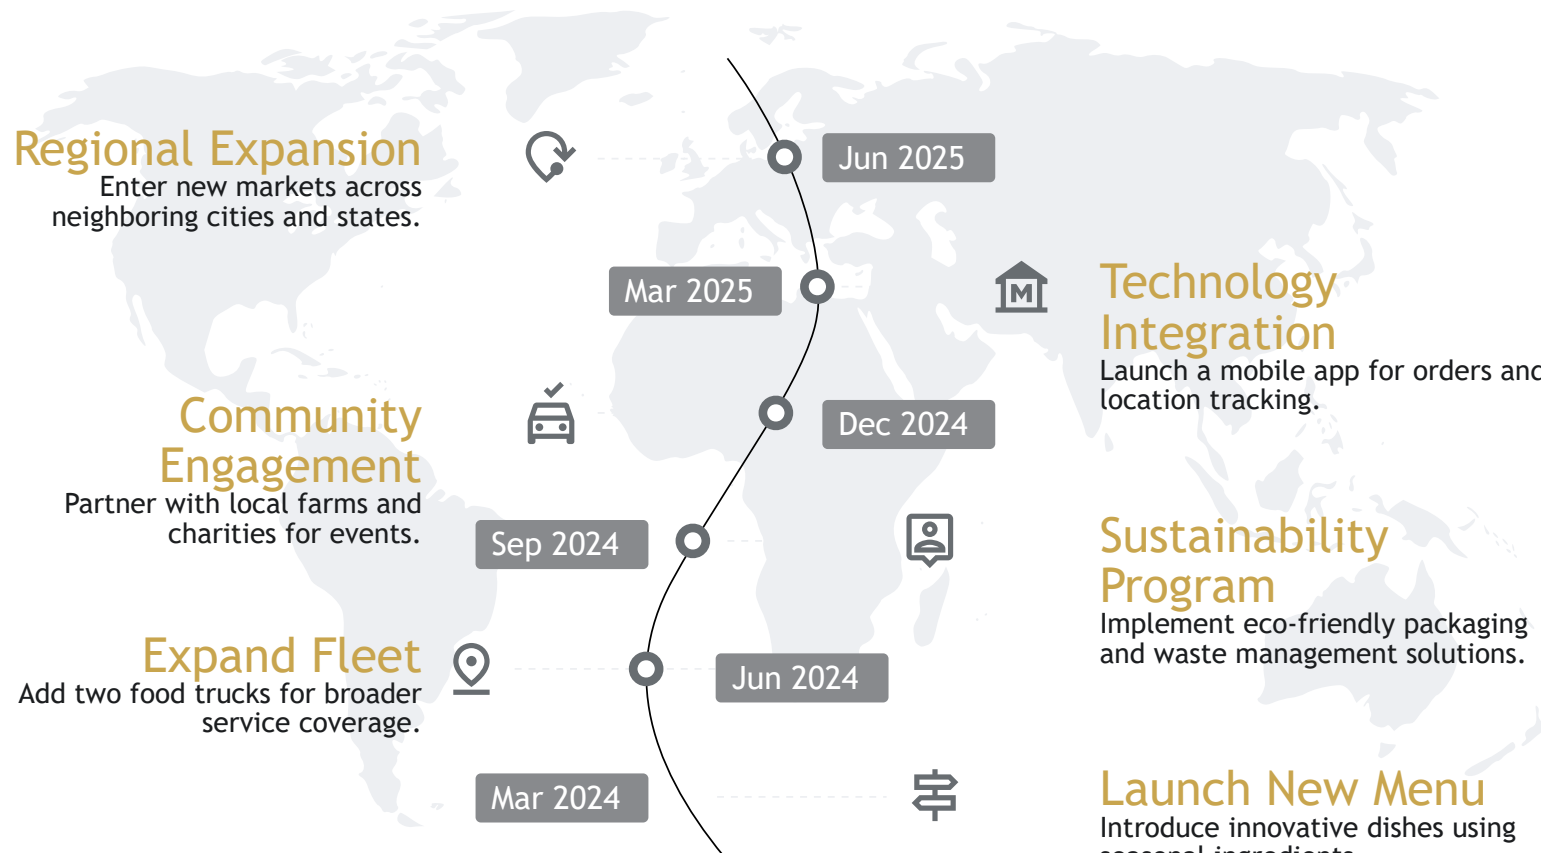 Regional Expansion
Enter new markets across
neighboring cities and states.
Jun 2025
Mar 2025
Technology
Integration
Launch a mobile app for orders and
location tracking.
Community
Engagement
Partner with local farms and
charities for events.
Dec 2024
Sep 2024
Sustainability
Program
Implement eco-friendly packaging
and waste management solutions.
Expand Fleet
Add two food trucks for broader
service coverage.
Jun 2024
Mar 2024
M
Launch New Menu
Introduce innovative dishes using
seasonal ingredients